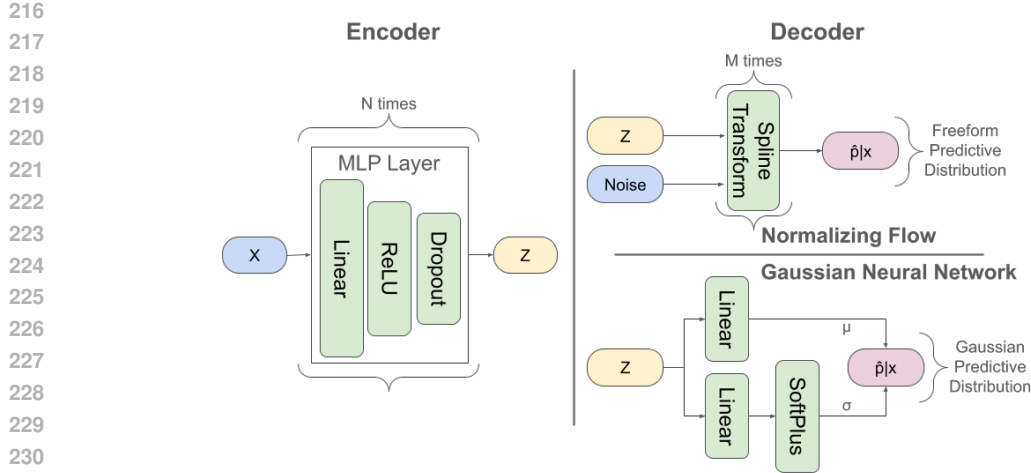 216
217
218
219
220
221
222
223
224
225
226
227
228
229
230
Encoder
N times
MLP Layer
X
Linear
ReLU
Dropout
Z
Decoder
M times
Z
Noise
Spline
Transform
p̂|x
Freeform
Predictive
Distribution
Normalizing Flow
Gaussian Neural Network
Z
Linear
Linear
SoftPlus
μ
σ
p̂|x
Gaussian
Predictive
Distribution